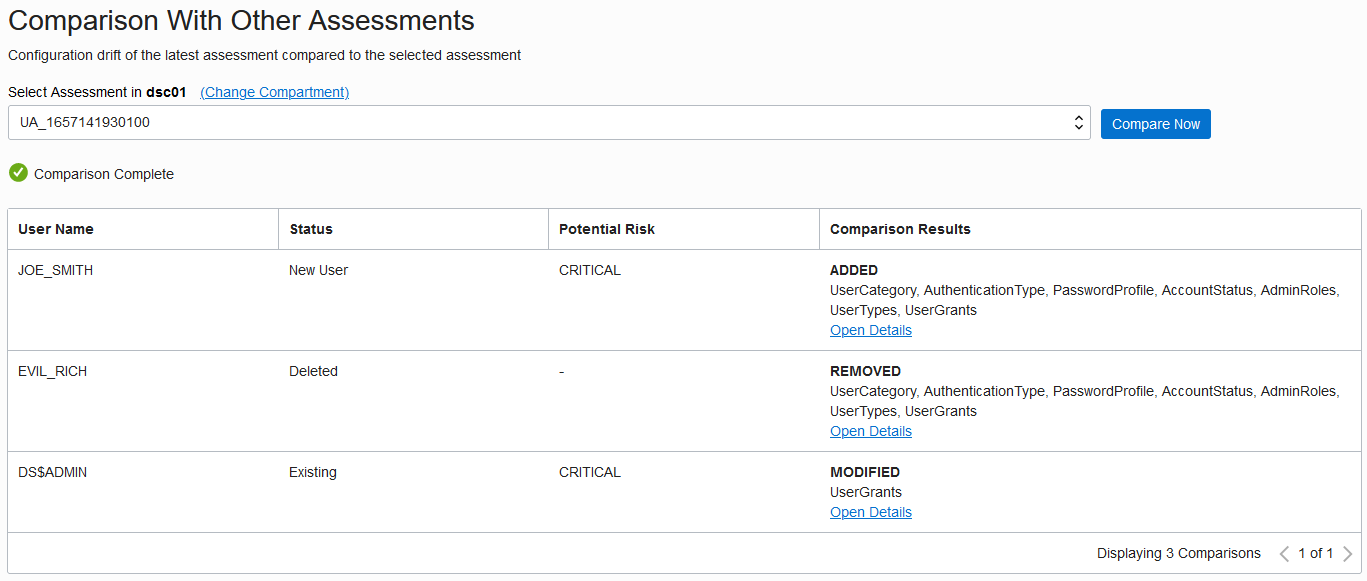 Comparison With Other Assessments
Configuration drift of the latest assessment compared to the selected assessment
Select Assessment in dsc01 (Change Compartment)
UA_1657141930100
Compare Now
Comparison Complete
User Name Status Potential Risk Comparison Results
JOE_SMITH New User CRITICAL ADDED
UserCategory, AuthenticationType, PasswordProfile, AccountStatus, AdminRoles,
UserTypes, UserGrants
Open Details
EVIL_RICH Deleted - REMOVED
UserCategory, AuthenticationType, PasswordProfile, AccountStatus, AdminRoles,
UserTypes, UserGrants
Open Details
DS$ADMIN Existing CRITICAL MODIFIED
UserGrants
Open Details
Displaying 3 Comparisons 1 of 1